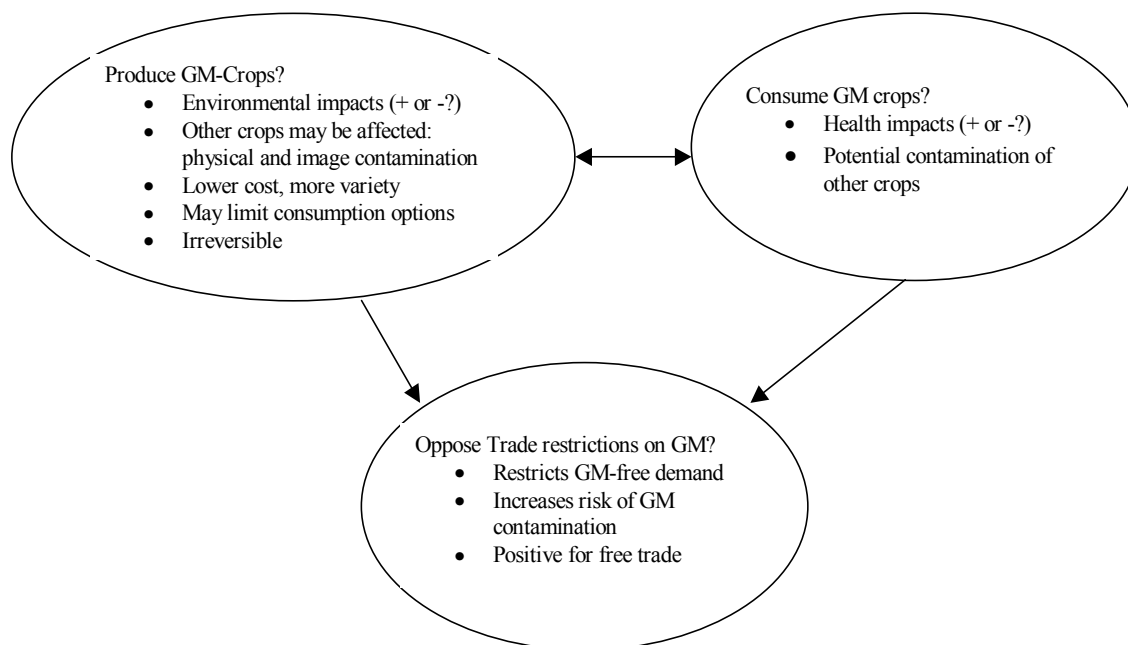 Produce GM-Crops?
• Environmental impacts (+ or -?)
• Other crops may be affected:
physical and image contamination
• Lower cost, more variety
• May limit consumption options
• Irreversible
Consume GM crops?
• Health impacts (+ or -?)
• Potential contamination of
other crops
Oppose Trade restrictions on GM?
• Restricts GM-free demand
• Increases risk of GM
contamination
• Positive for free trade